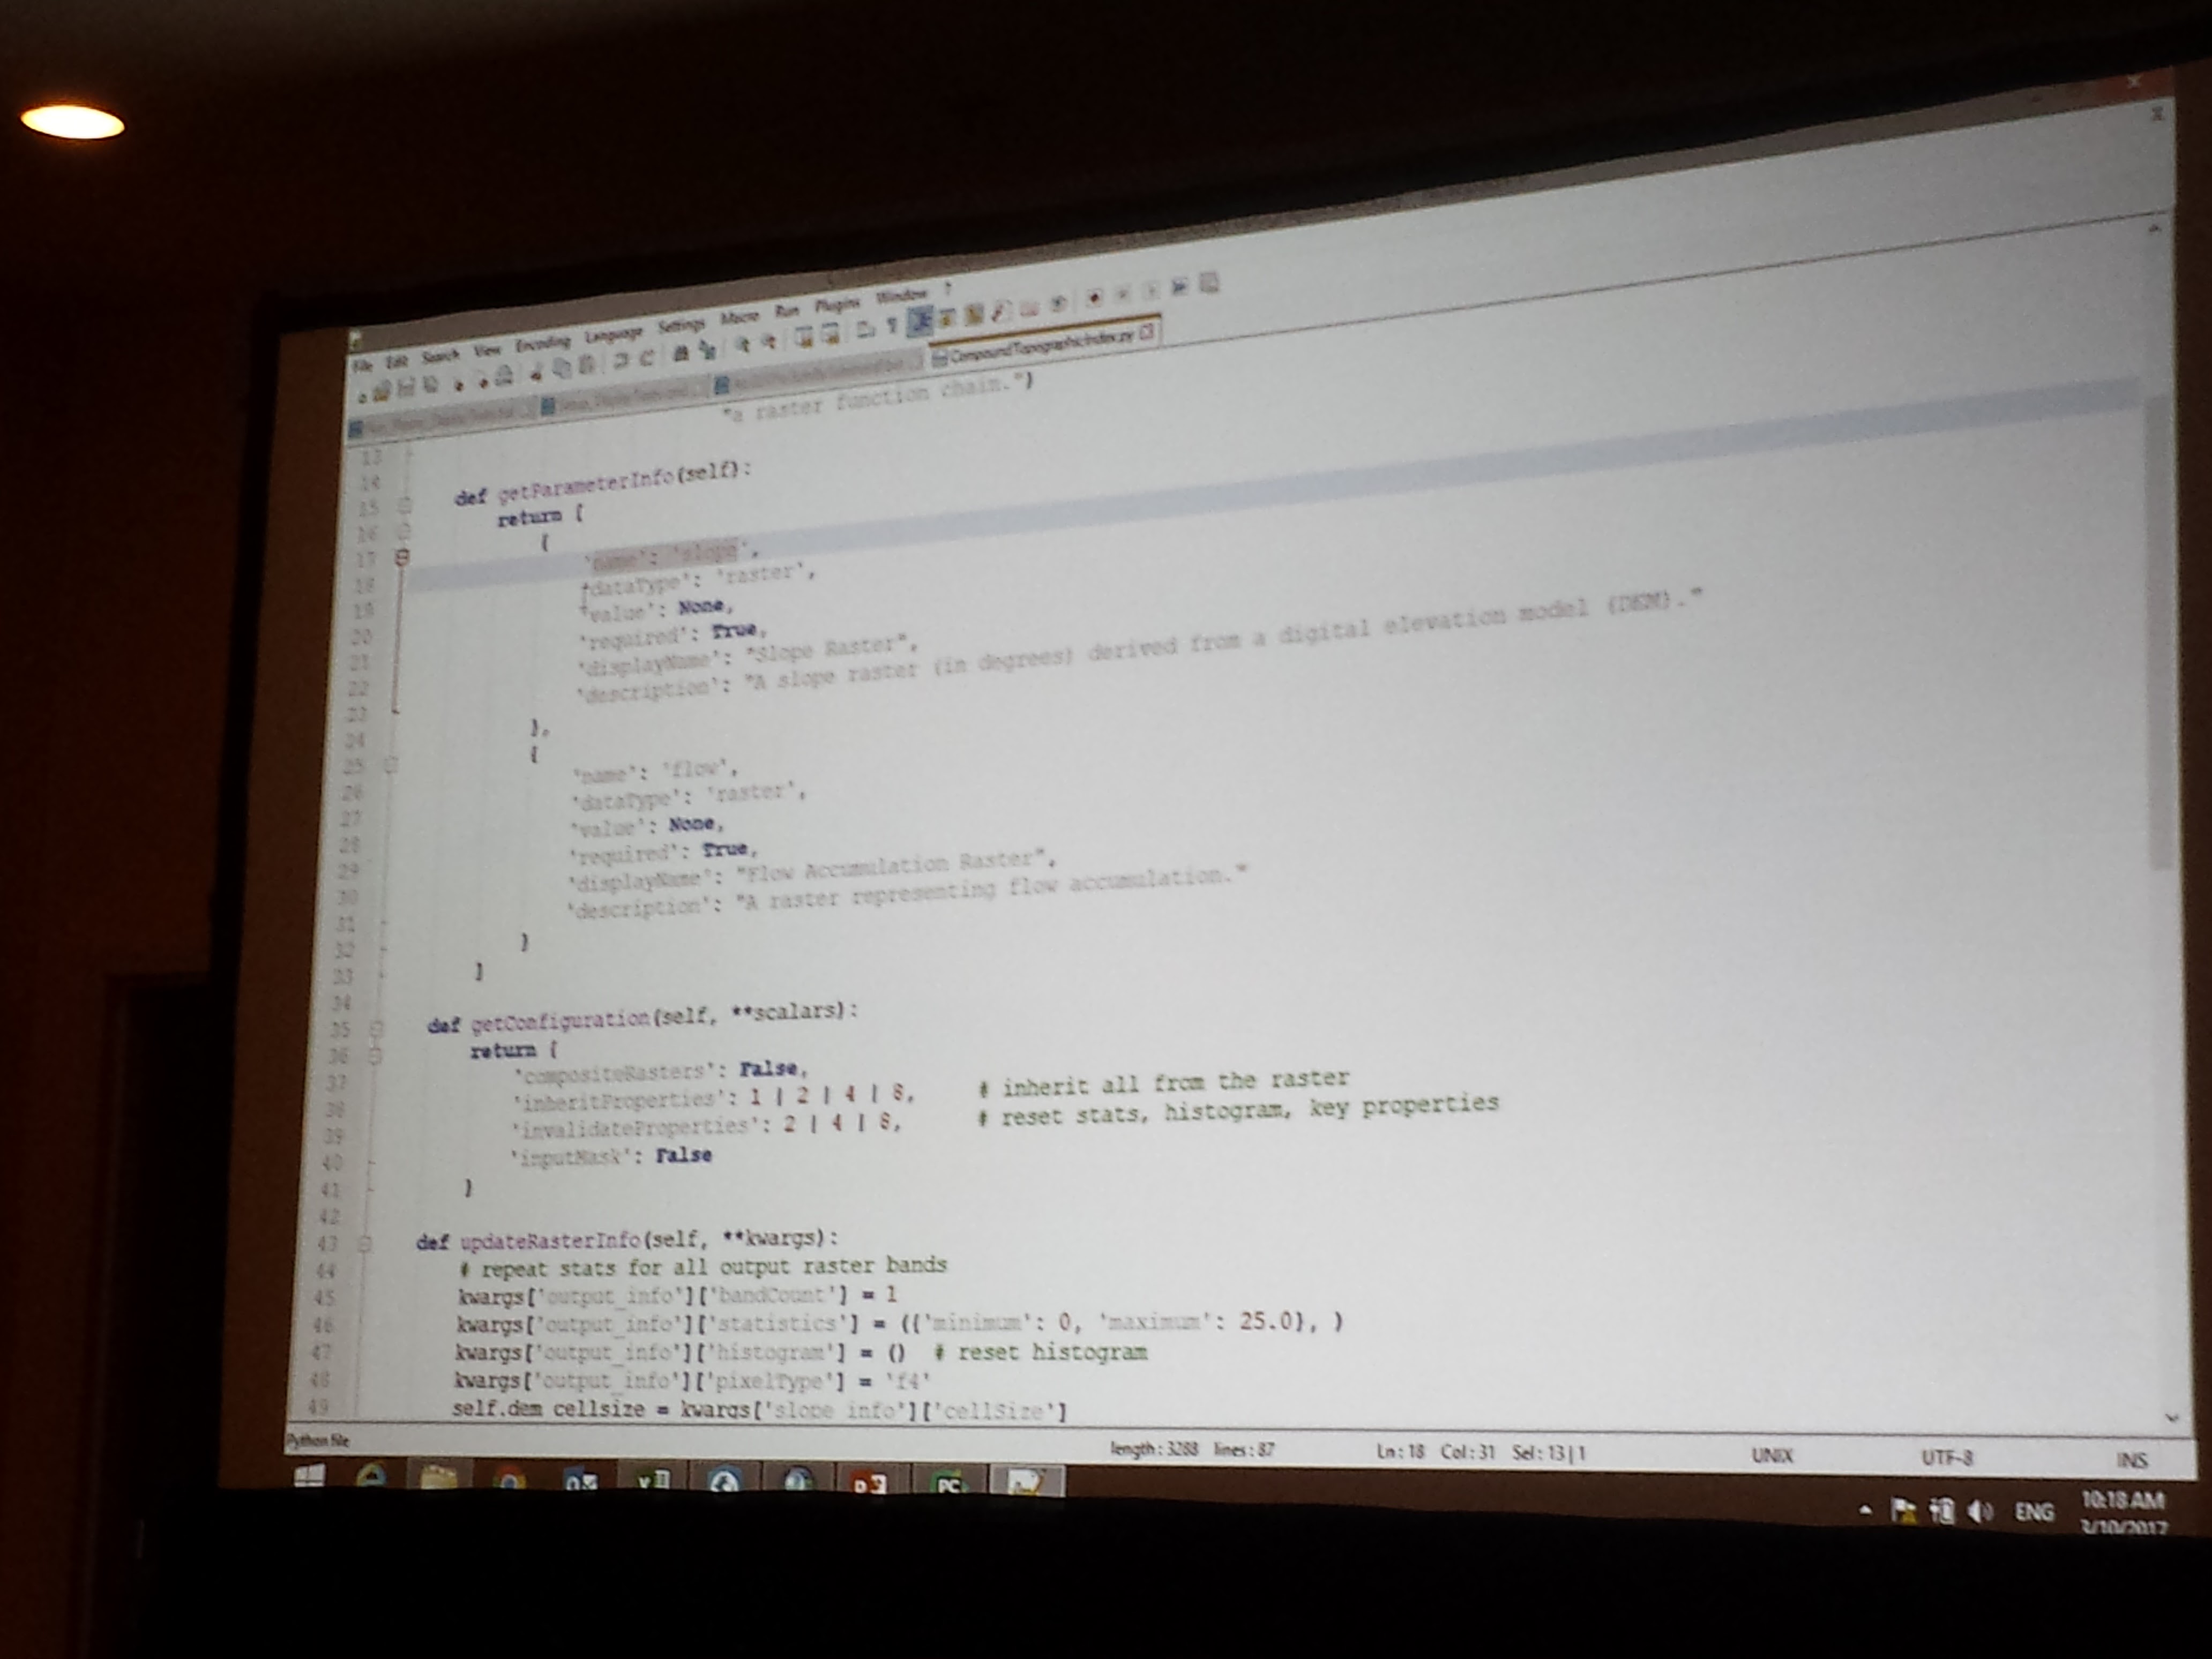 File Edit Search View Encoding Language Settings Macro Run Plugins Window ?
CompoundTopographicIndex.py
"a raster function chain.")
13
14
15 def getParameterInfo(self):
16 return [
17 {
18 'name': 'slope',
19 'dataType': 'raster',
20 'value': None,
21 'required': True,
22 'displayName': "Slope Raster",
23 'description': "A slope raster (in degrees) derived from a digital elevation model (DEM)."
24 },
25 {
26 'name': 'flow',
27 'dataType': 'raster',
28 'value': None,
29 'required': True,
30 'displayName': "Flow Accumulation Raster",
31 'description': "A raster representing flow accumulation."
32 }
33 ]
34
35 def getConfiguration(self, **scalars):
36 return {
37 'compositeRasters': False,
38 'inheritProperties': 1 | 2 | 4 | 8, # inherit all from the raster
39 'invalidateProperties': 2 | 4 | 8, # reset stats, histogram, key properties
40 'inputMask': False
41 }
42
43 def updateRasterInfo(self, **kwargs):
44 # repeat stats for all output raster bands
45 kwargs['output_info']['bandCount'] = 1
46 kwargs['output_info']['statistics'] = ({'minimum': 0, 'maximum': 25.0}, )
47 kwargs['output_info']['histogram'] = () # reset histogram
48 kwargs['output_info']['pixelType'] = 'f4'
49 self.dem_cellsize = kwargs['slope_info']['cellSize']
Python file length : 3288 lines : 87 Ln : 18 Col : 31 Sel : 13 | 1 UNIX UTF-8 INS
PC
ENG 10:18 AM
3/10/2017